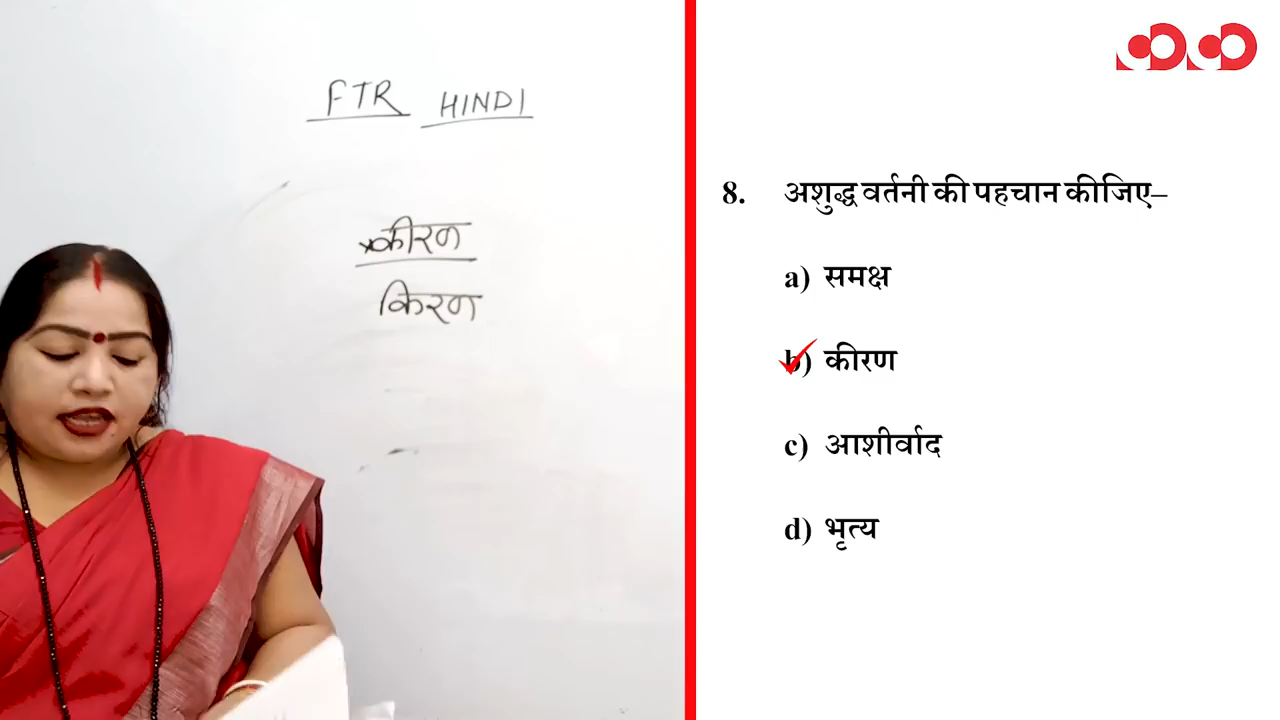 FTR HINDI
कीरण
किरण
8. अशुद्ध वर्तनी की पहचान कीजिए–
a) समक्ष
b) कीरण
c) आशीर्वाद
d) भृत्य